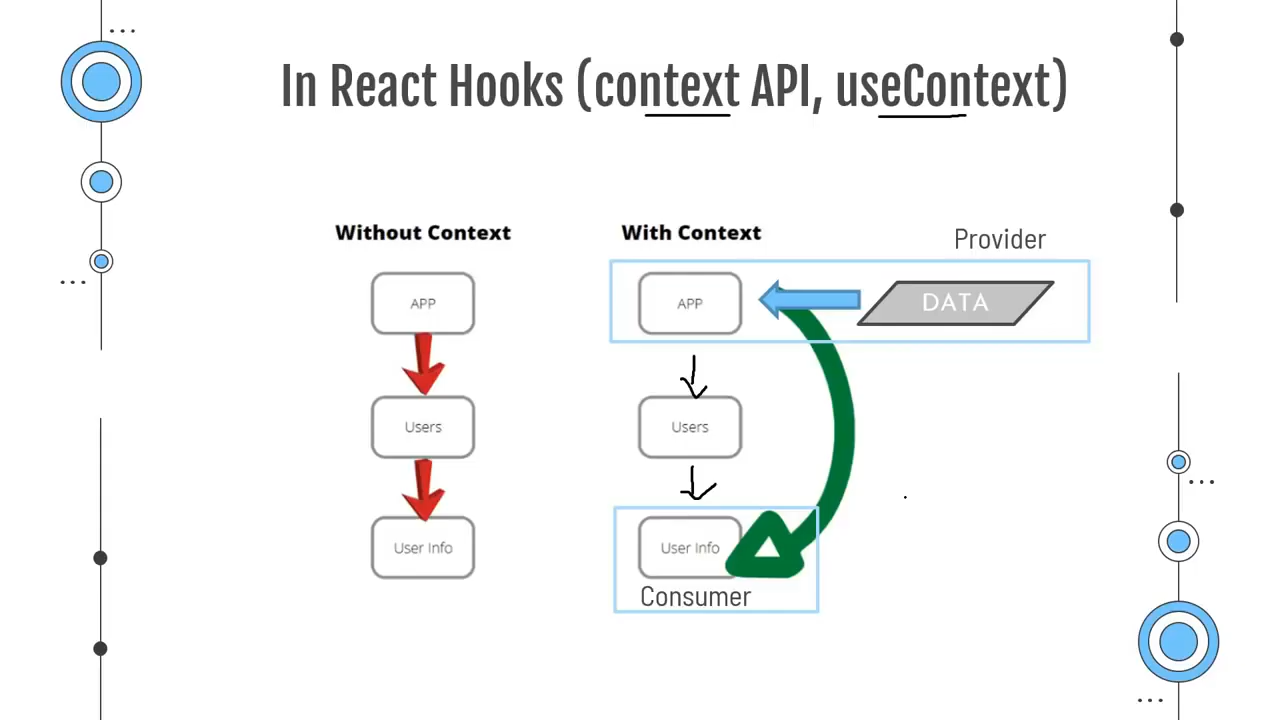 In React Hooks (context API, useContext)
Without Context
With Context
Provider
APP
APP
DATA
Users
Users
User Info
User Info
Consumer